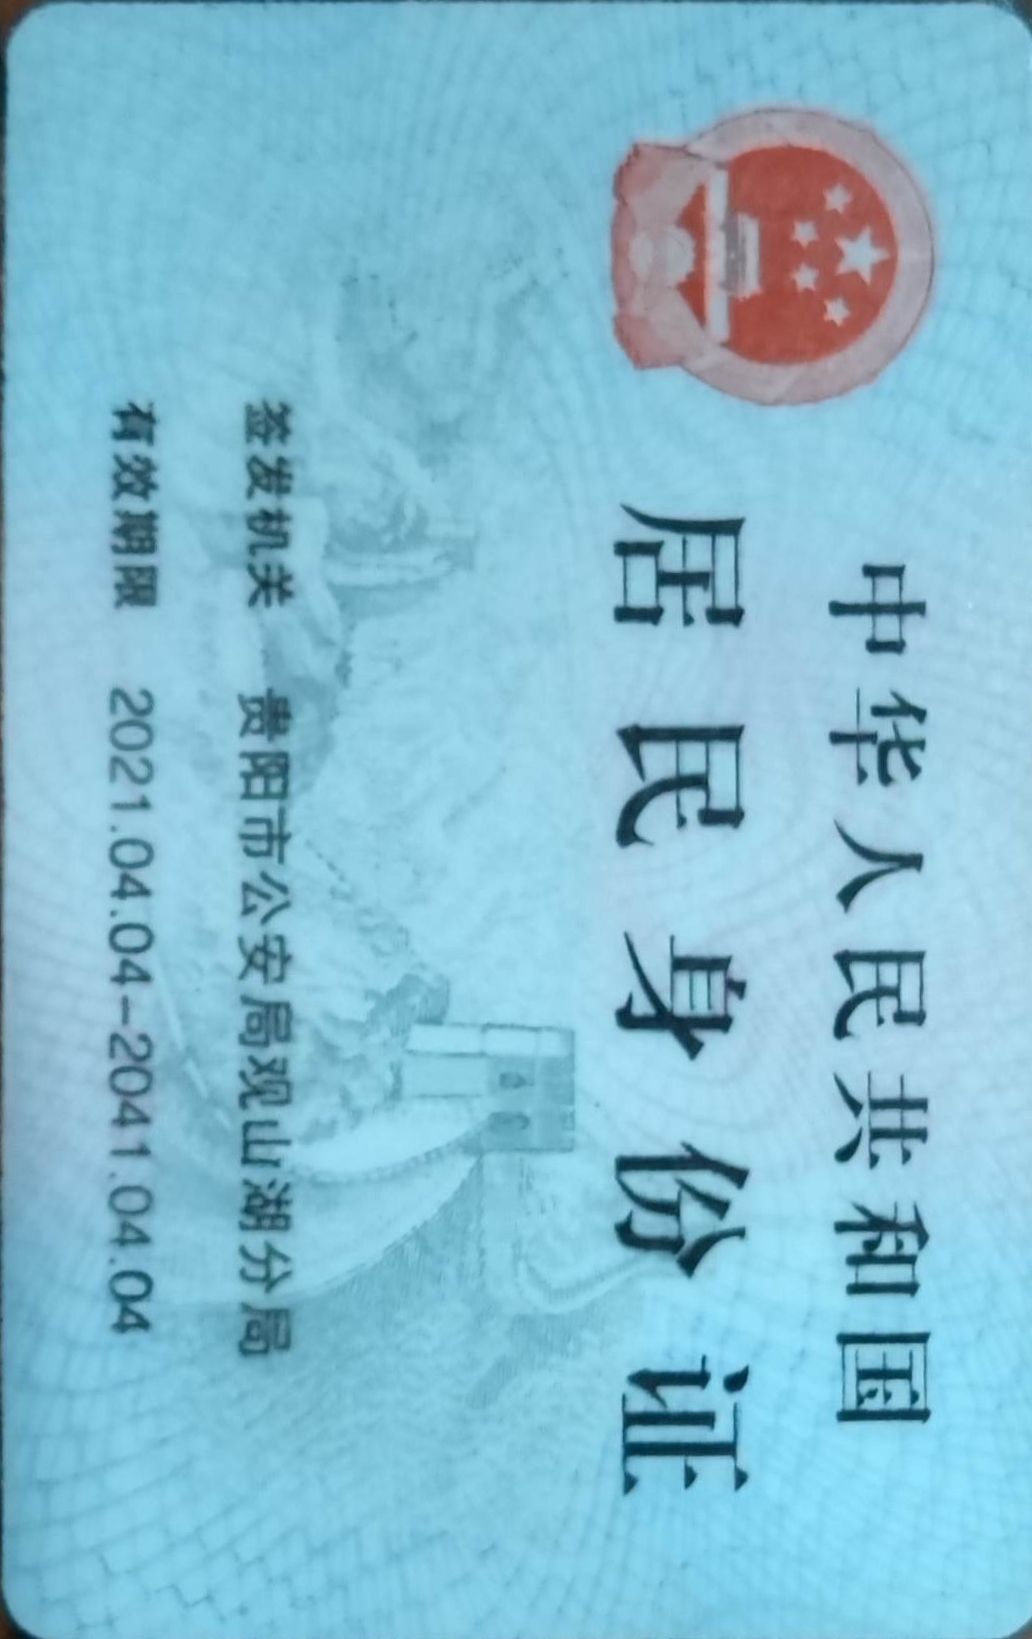 中华人民共和国
居民身份证
签发机关 贵阳市公安局观山湖分局
有效期限 2021.04.04-2041.04.04